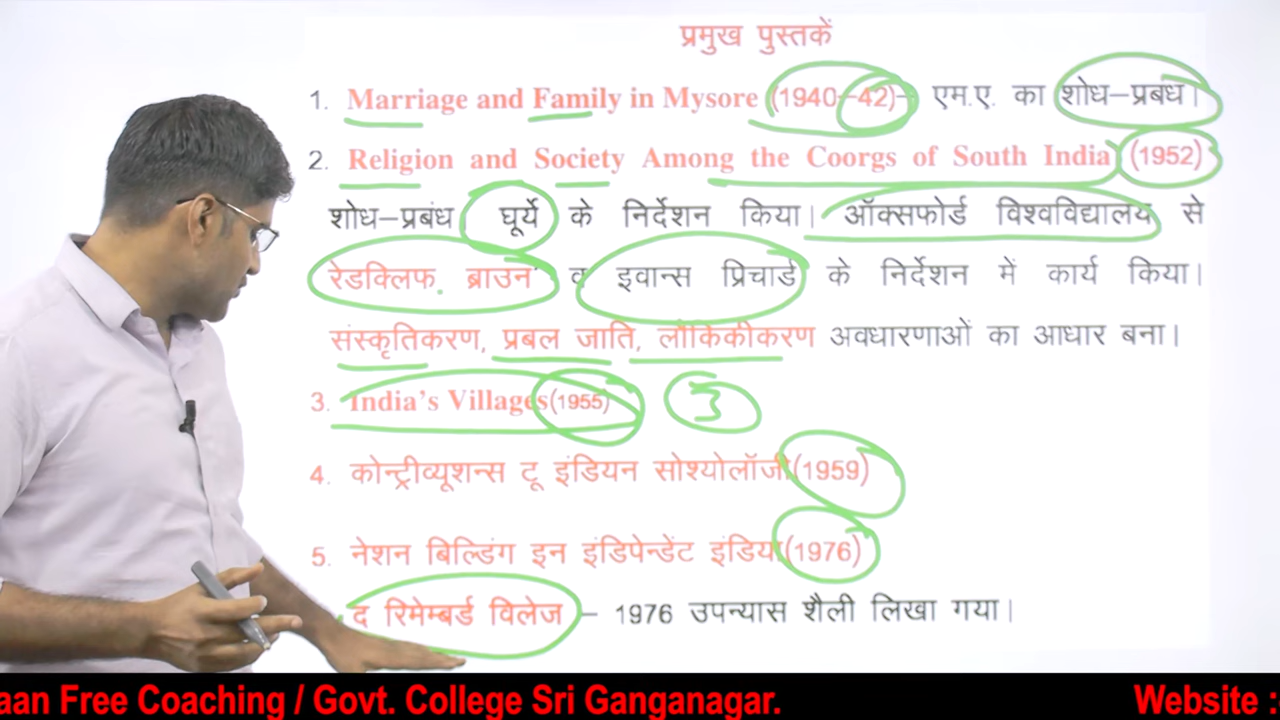 प्रमुख पुस्तकें
1. Marriage and Family in Mysore (1940-42)- एम.ए. का शोध-प्रबंध।
2. Religion and Society Among the Coorgs of South India (1952)
शोध-प्रबंध घूर्ये के निर्देशन किया। ऑक्सफोर्ड विश्वविद्यालय से
रेडक्लिफ ब्राउन व इवान्स प्रिचार्ड के निर्देशन में कार्य किया।
संस्कृतिकरण, प्रबल जाति, लौकिकीकरण अवधारणाओं का आधार बना।
3. India's Villages(1955) 3
4. कोन्ट्रीव्यूशन्स टू इंडियन सोश्योलॉजी(1959)
5. नेशन बिल्डिंग इन इंडिपेन्डेंट इंडिया(1976)
द रिमेम्बर्ड विलेज – 1976 उपन्यास शैली लिखा गया।
aan Free Coaching / Govt. College Sri Ganganagar. Website :